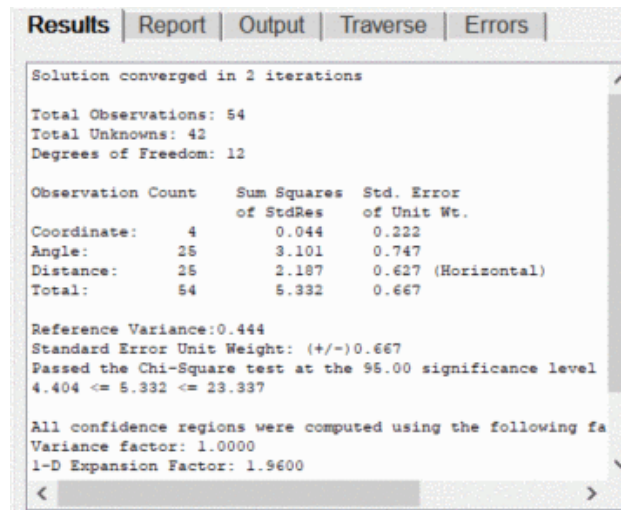 Results | Report | Output | Traverse | Errors |
Solution converged in 2 iterations
Total Observations: 54
Total Unknowns: 42
Degrees of Freedom: 12
Observation Count Sum Squares Std. Error
of StdRes of Unit Wt.
Coordinate: 4 0.044 0.222
Angle: 25 3.101 0.747
Distance: 25 2.187 0.627 (Horizontal)
Total: 54 5.332 0.667
Reference Variance:0.444
Standard Error Unit Weight: (+/-)0.667
Passed the Chi-Square test at the 95.00 significance level
4.404 <= 5.332 <= 23.337
All confidence regions were computed using the following fa
Variance factor: 1.0000
1-D Expansion Factor: 1.9600